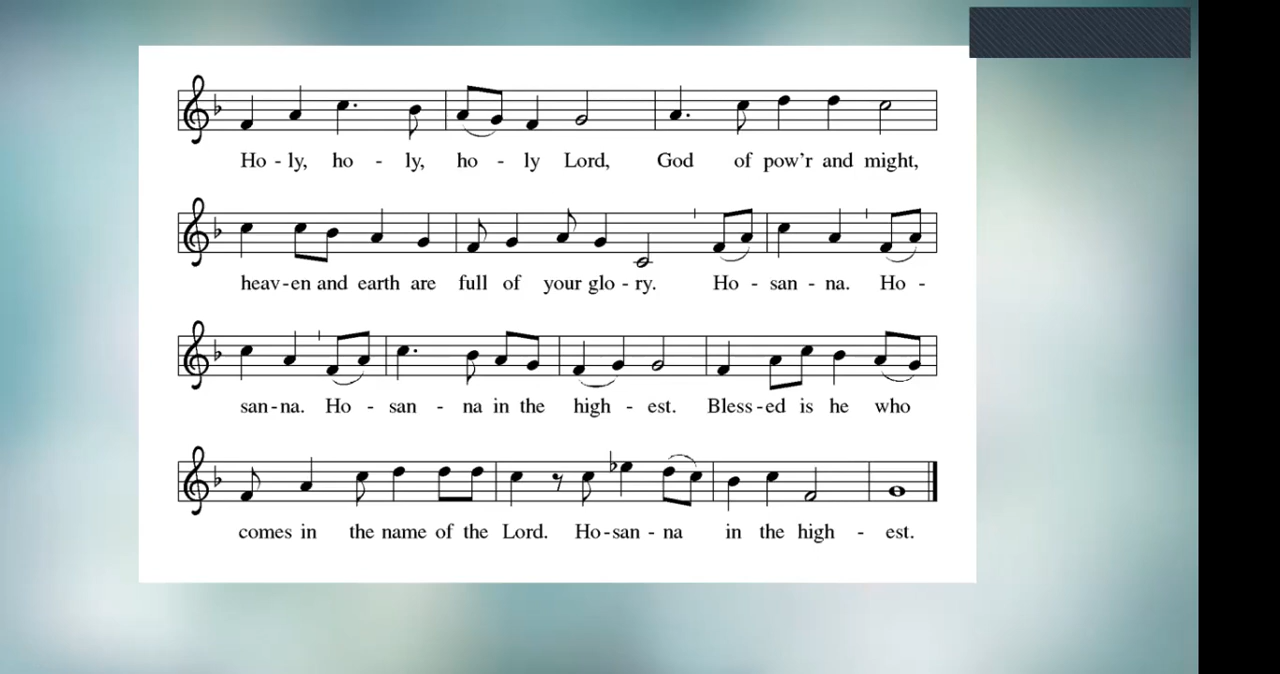 Ho - ly, ho - ly, ho - ly Lord, God of pow'r and might,
heav-en and earth are full of your glo - ry. Ho - san - na. Ho -
san-na. Ho - san - na in the high - est. Bless-ed is he who
comes in the name of the Lord. Ho-san - na in the high - est.